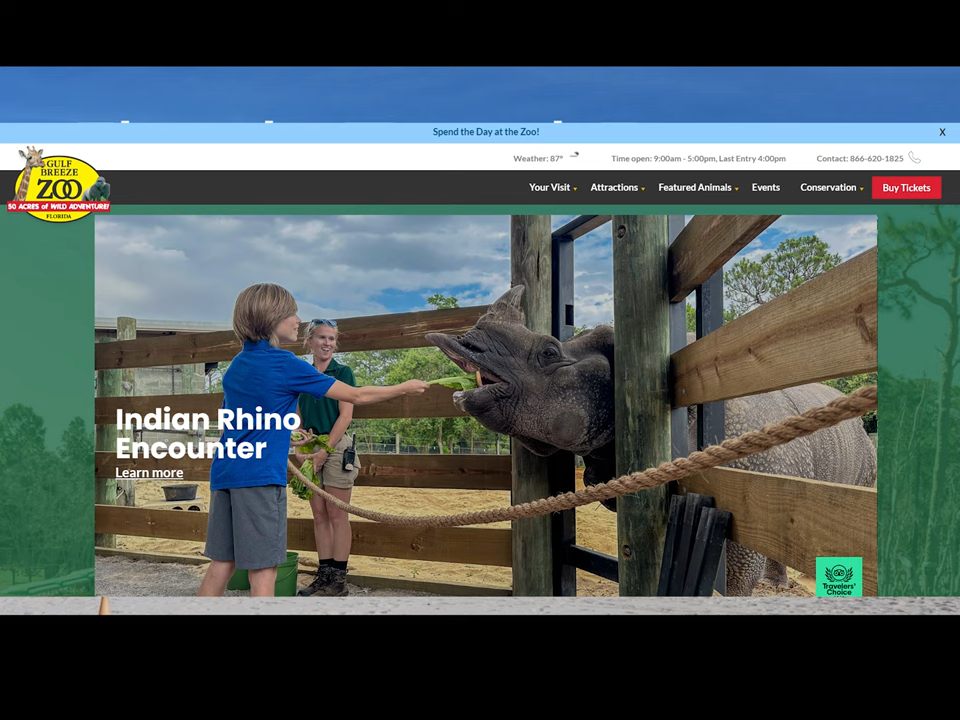 Spend the Day at the Zoo!
X
Weather: 87°
Time open: 9:00am - 5:00pm, Last Entry 4:00pm
Contact: 866-620-1825
GULF
BREEZE
ZOO
50 ACRES of WILD ADVENTURE!
FLORIDA
Your Visit
Attractions
Featured Animals
Events
Conservation
Buy Tickets
Indian Rhino
Encounter
Learn more
Travelers'
Choice